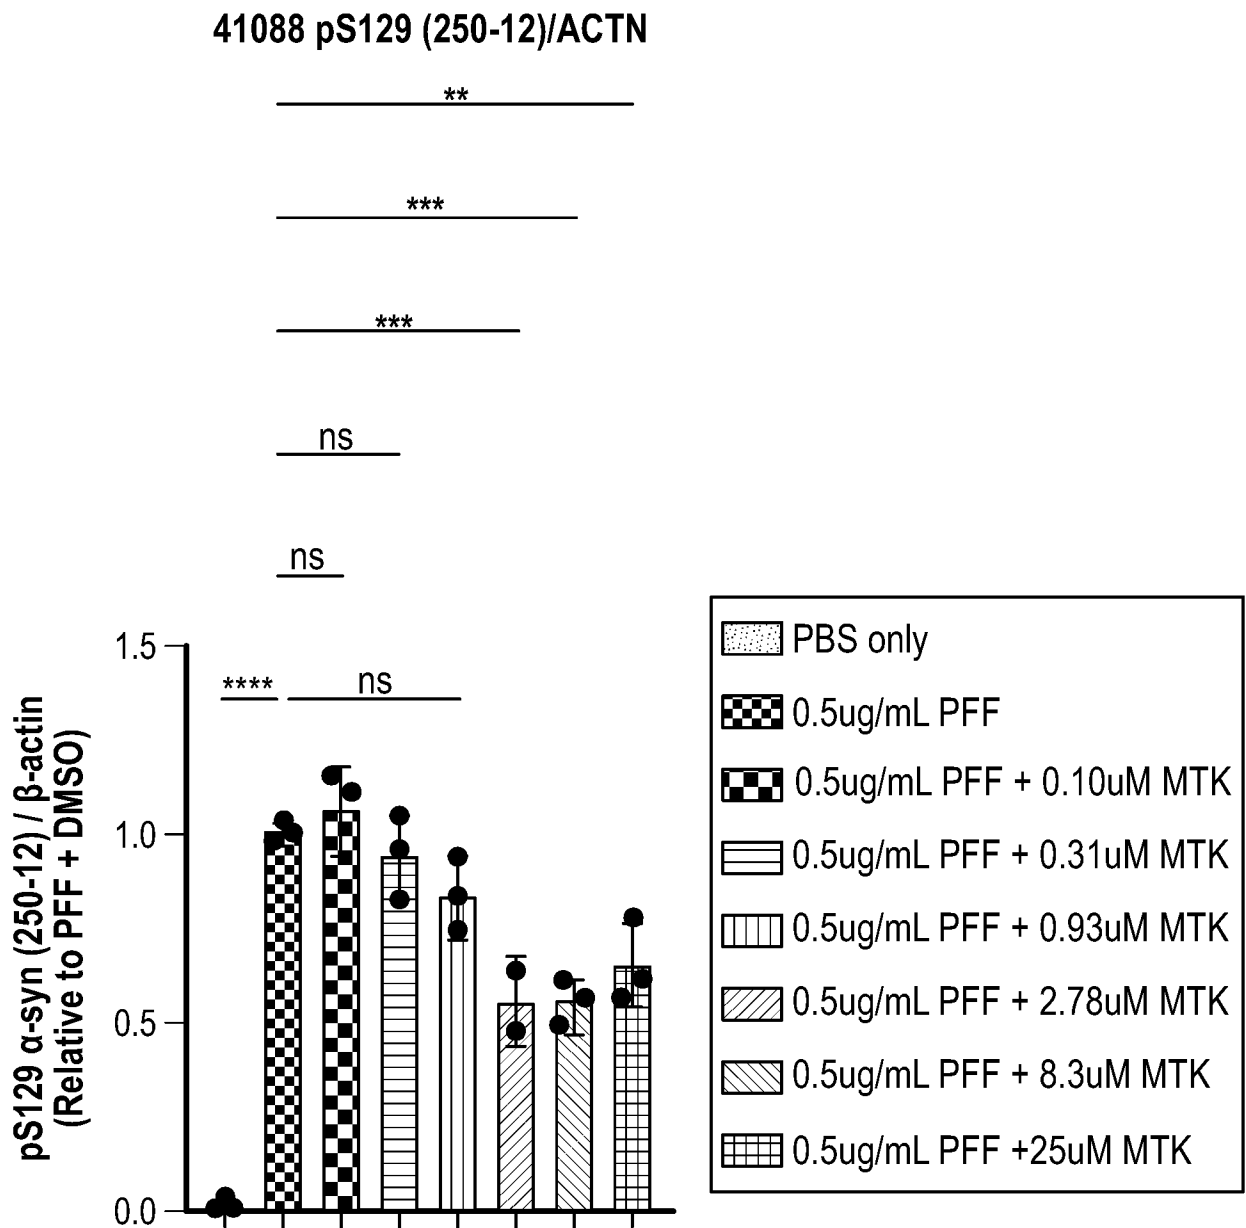 41088 pS129 (250-12)/ACTN
**
***
***
ns
ns
1.5
****
ns
1.0
0.5
0.0
pS129 α-syn (250-12) / β-actin
(Relative to PFF + DMSO)
PBS only
0.5ug/mL PFF
0.5ug/mL PFF + 0.10uM MTK
0.5ug/mL PFF + 0.31uM MTK
0.5ug/mL PFF + 0.93uM MTK
0.5ug/mL PFF + 2.78uM MTK
0.5ug/mL PFF + 8.3uM MTK
0.5ug/mL PFF +25uM MTK